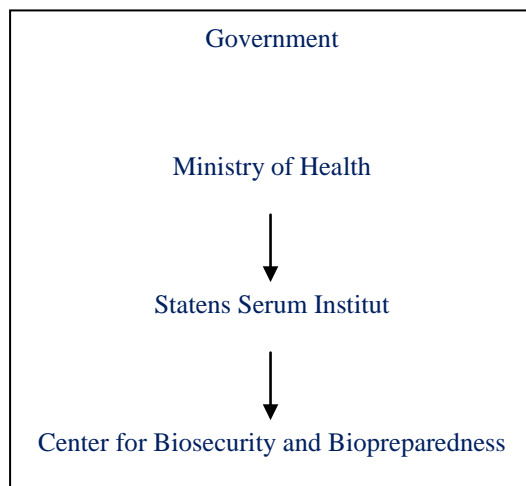 Government
Ministry of Health
Statens Serum Institut
Center for Biosecurity and Biopreparedness